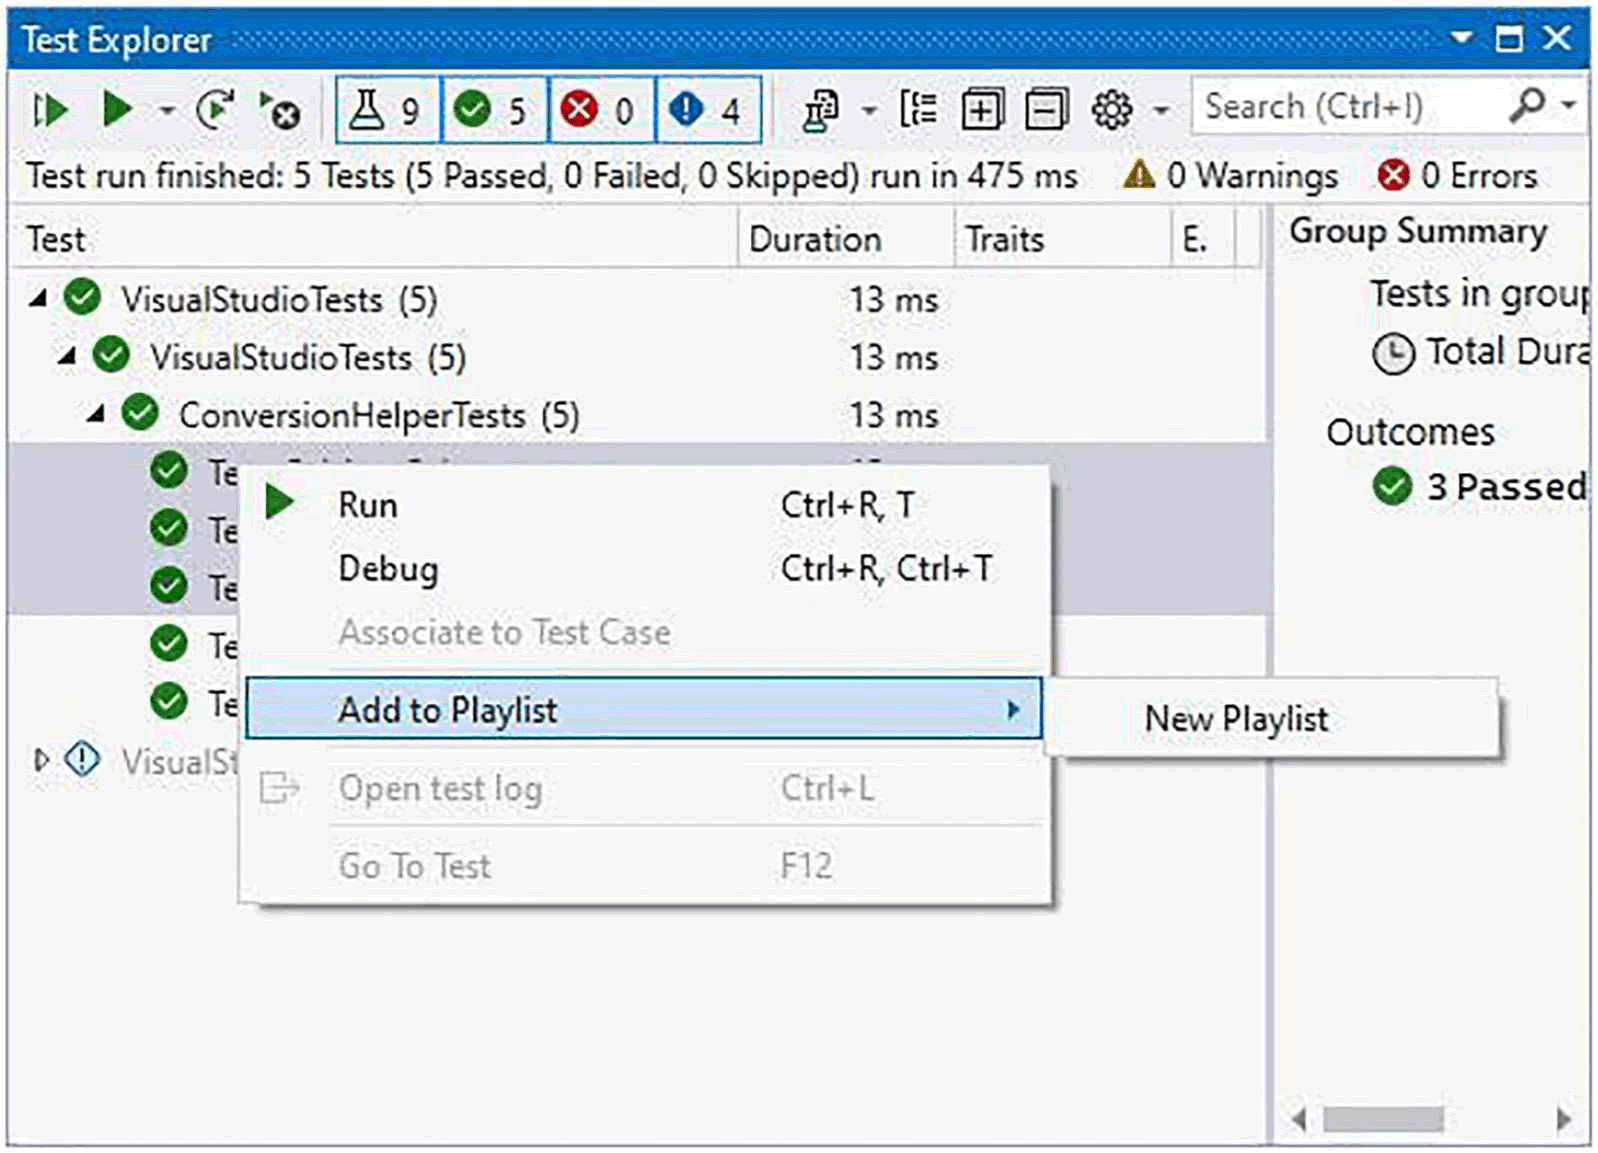 Test Explorer
9 5 0 4 Search (Ctrl+I)
Test run finished: 5 Tests (5 Passed, 0 Failed, 0 Skipped) run in 475 ms 0 Warnings 0 Errors
Test Duration Traits E.
VisualStudioTests (5) 13 ms
VisualStudioTests (5) 13 ms
ConversionHelperTests (5) 13 ms
Te
Te
Te
Te
Te
VisualSt
Run Ctrl+R, T
Debug Ctrl+R, Ctrl+T
Associate to Test Case
Add to Playlist
New Playlist
Open test log Ctrl+L
Go To Test F12
Group Summary
Tests in group
Total Dura
Outcomes
3 Passed